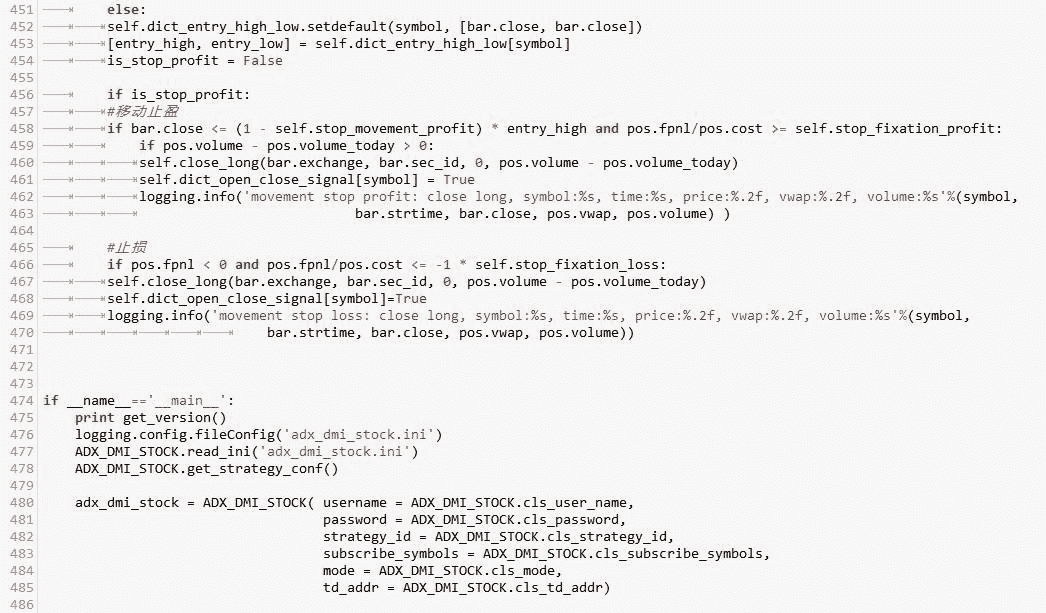 451 else:
452 self.dict_entry_high_low.setdefault(symbol, [bar.close, bar.close])
453 [entry_high, entry_low] = self.dict_entry_high_low[symbol]
454 is_stop_profit = False
455
456 if is_stop_profit:
457 #移动止盈
458 if bar.close <= (1 - self.stop_movement_profit) * entry_high and pos.fpnl/pos.cost >= self.stop_fixation_profit:
459 if pos.volume - pos.volume_today > 0:
460 self.close_long(bar.exchange, bar.sec_id, 0, pos.volume - pos.volume_today)
461 self.dict_open_close_signal[symbol] = True
462 logging.info('movement stop profit: close long, symbol:%s, time:%s, price:%.2f, vwap:%.2f, volume:%s'%(symbol,
463 bar.strtime, bar.close, pos.vwap, pos.volume) )
464
465 #止损
466 if pos.fpnl < 0 and pos.fpnl/pos.cost <= -1 * self.stop_fixation_loss:
467 self.close_long(bar.exchange, bar.sec_id, 0, pos.volume - pos.volume_today)
468 self.dict_open_close_signal[symbol]=True
469 logging.info('movement stop loss: close long, symbol:%s, time:%s, price:%.2f, vwap:%.2f, volume:%s'%(symbol,
470 bar.strtime, bar.close, pos.vwap, pos.volume))
471
472
473
474 if __name__=='__main__':
475 print get_version()
476 logging.config.fileConfig('adx_dmi_stock.ini')
477 ADX_DMI_STOCK.read_ini('adx_dmi_stock.ini')
478 ADX_DMI_STOCK.get_strategy_conf()
479
480 adx_dmi_stock = ADX_DMI_STOCK( username = ADX_DMI_STOCK.cls_user_name,
481 password = ADX_DMI_STOCK.cls_password,
482 strategy_id = ADX_DMI_STOCK.cls_strategy_id,
483 subscribe_symbols = ADX_DMI_STOCK.cls_subscribe_symbols,
484 mode = ADX_DMI_STOCK.cls_mode,
485 td_addr = ADX_DMI_STOCK.cls_td_addr)
486